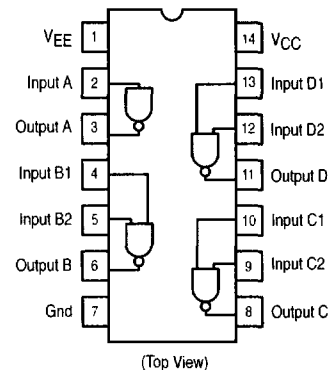 VEE 1 14 VCC
Input A 2 13 Input D1
Output A 3 12 Input D2
Input B1 4 11 Output D
Input B2 5 10 Input C1
Output B 6 9 Input C2
Gnd 7 8 Output C
(Top View)